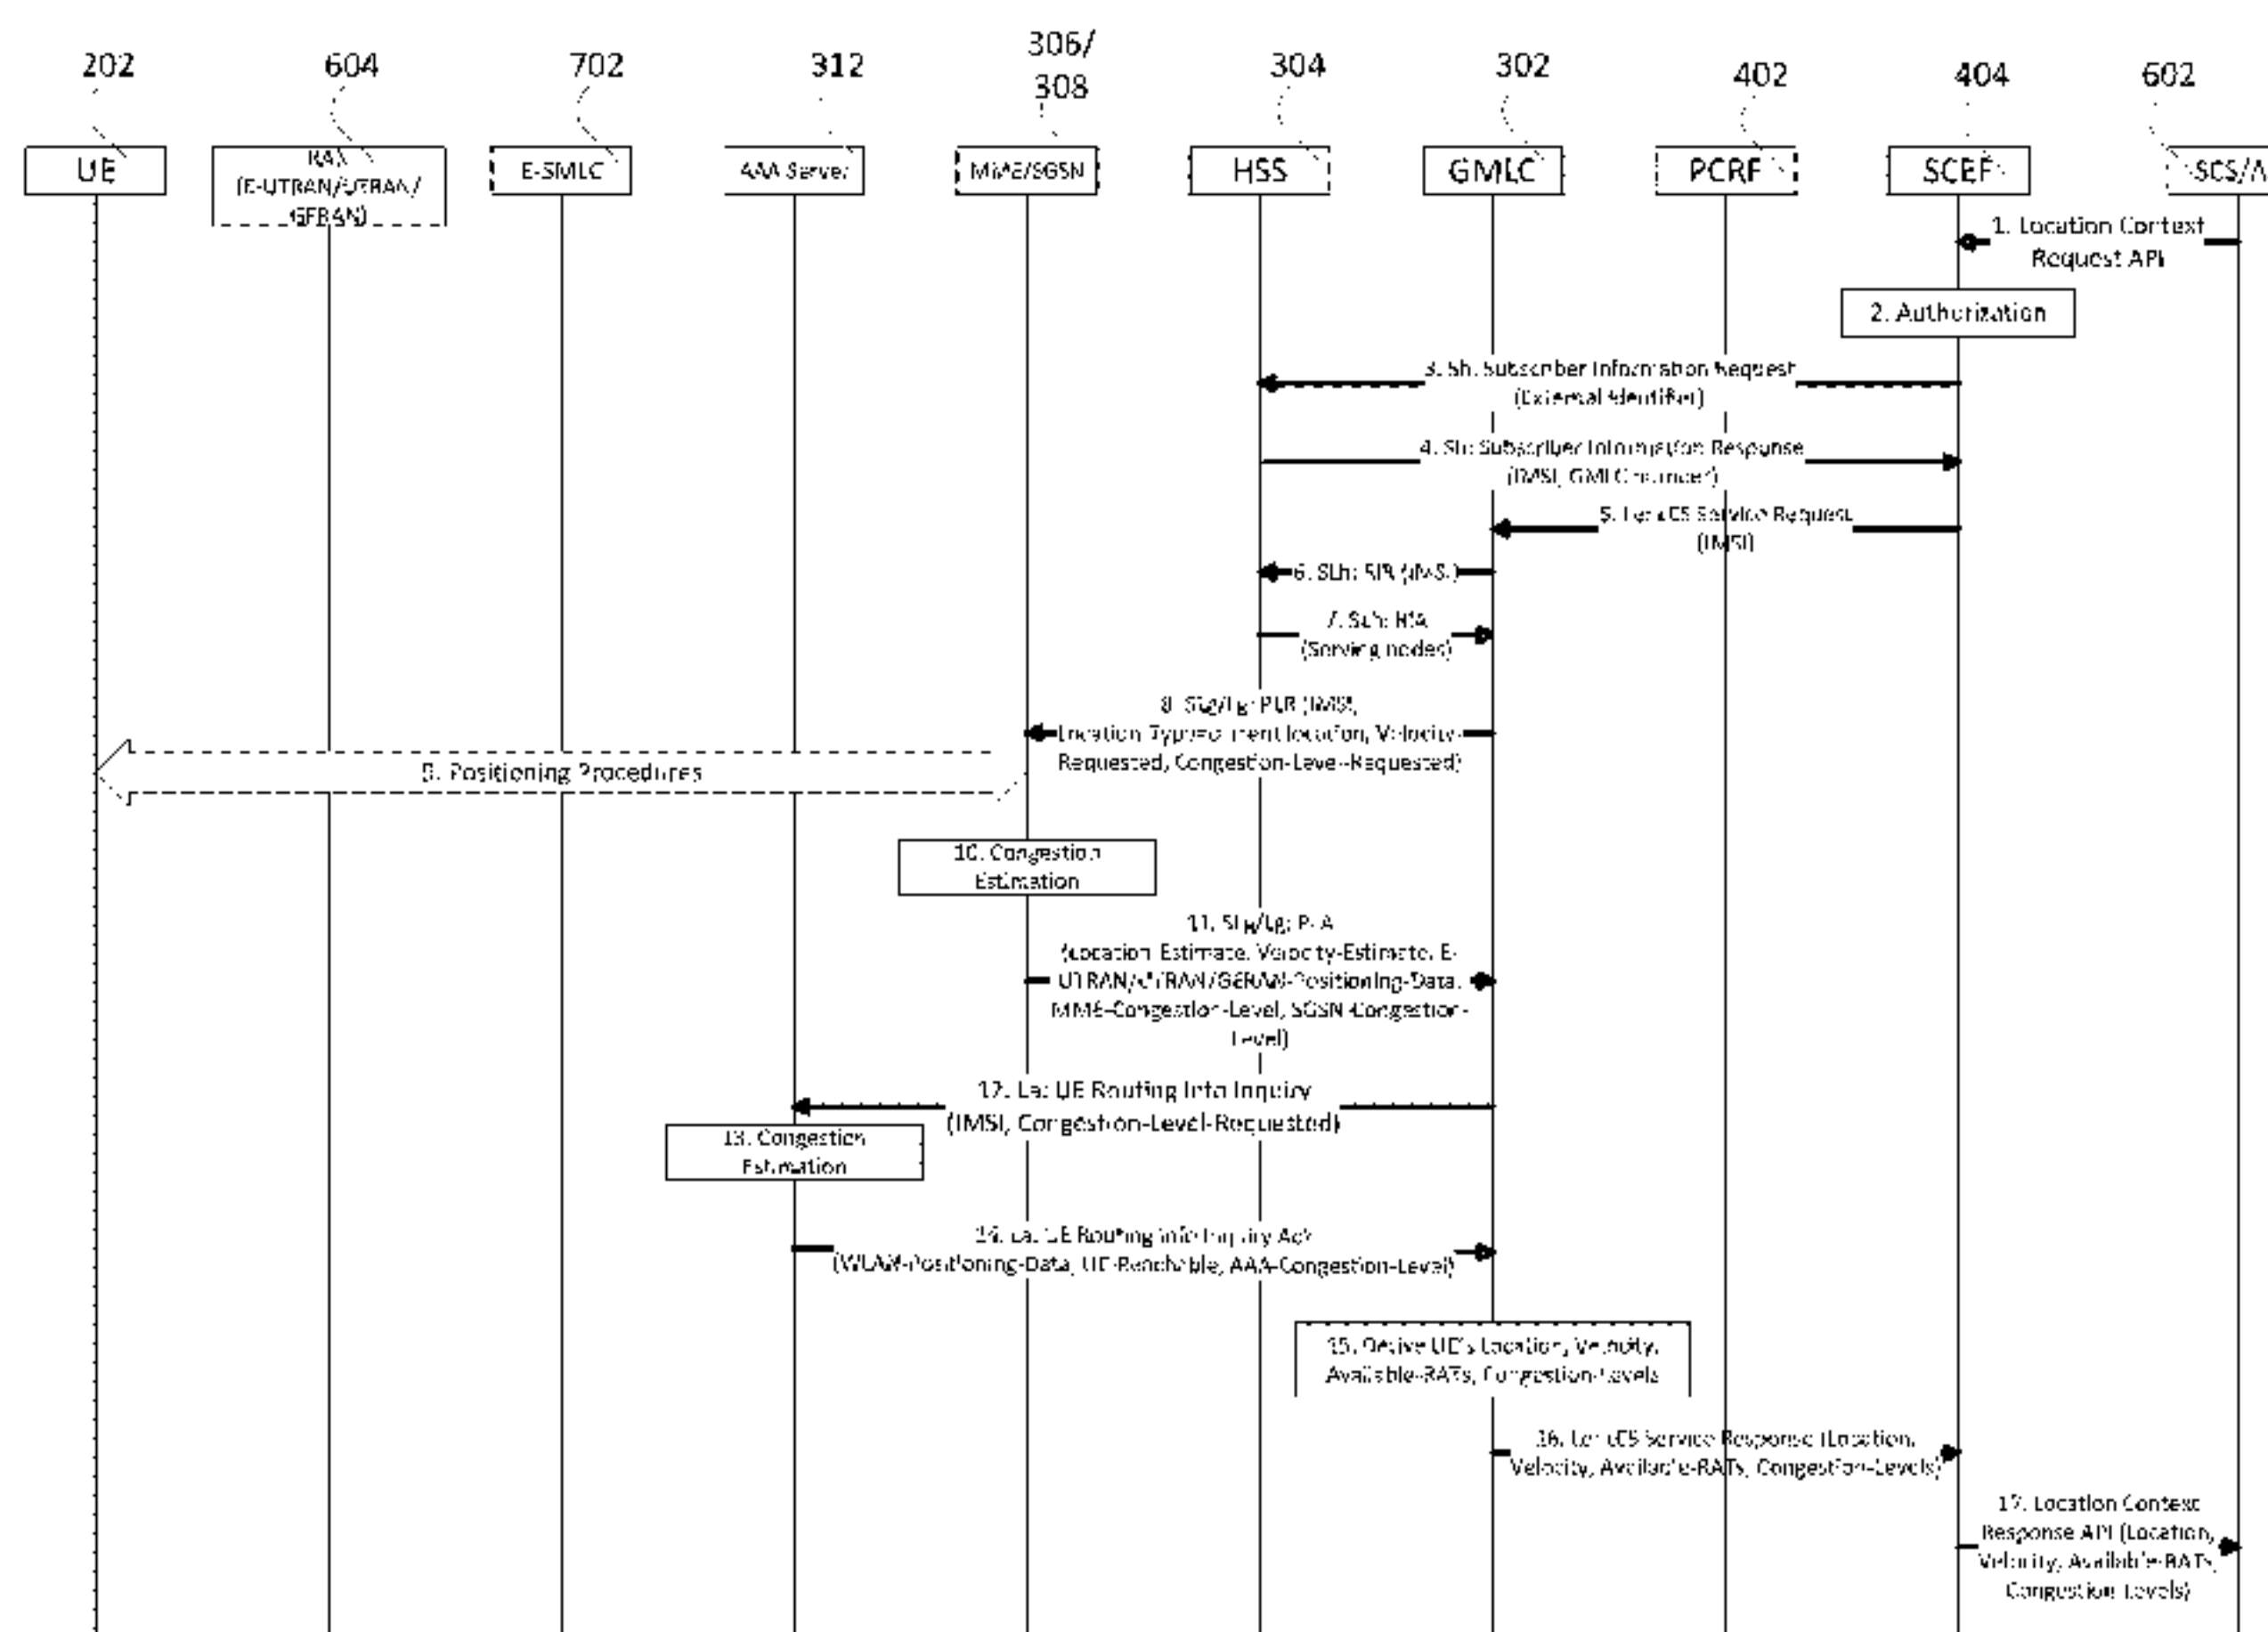 202
604
702
312
306/
308
304
302
402
404
602
UE
RAN
(E-UTRAN/UTRAN/
GERAN)
E-SMLC
AAA Server
MME/SGSN
HSS
GMLC
PCRF
SCEF
SCS/A
1. Location Context
Request API
2. Authorization
3. Sh: Subscriber Information Request
(External Identifier)
4. Sh: Subscriber Information Response
(IMSI, GMLC number)
5. Le: LCS Service Request
(IMSI)
6. SLh: RIR (IMSI)
7. SLh: RIA
(Serving nodes)
8. SLg/Lg: PLR (IMSI,
Location-Type=current location, Velocity-
Requested, Congestion-Level-Requested)
9. Positioning Procedures
10. Congestion
Estimation
11. SLg/Lg: PLA
(Location-Estimate, Velocity-Estimate, E-
UTRAN/UTRAN/GERAN-Positioning-Data,
MME-Congestion-Level, SGSN-Congestion-
Level)
12. La: UE Routing Info Inquiry
(IMSI, Congestion-Level-Requested)
13. Congestion
Estimation
14. La: UE Routing Info Inquiry Ack
(WLAN-Positioning-Data, UE-Reachable, AAA-Congestion-Level)
15. Derive UE's Location, Velocity,
Available-RATs, Congestion-Levels
16. Le: LCS Service Response (Location,
Velocity, Available-RATs, Congestion-Levels)
17. Location Context
Response API (Location,
Velocity, Available-RATs,
Congestion-Levels)